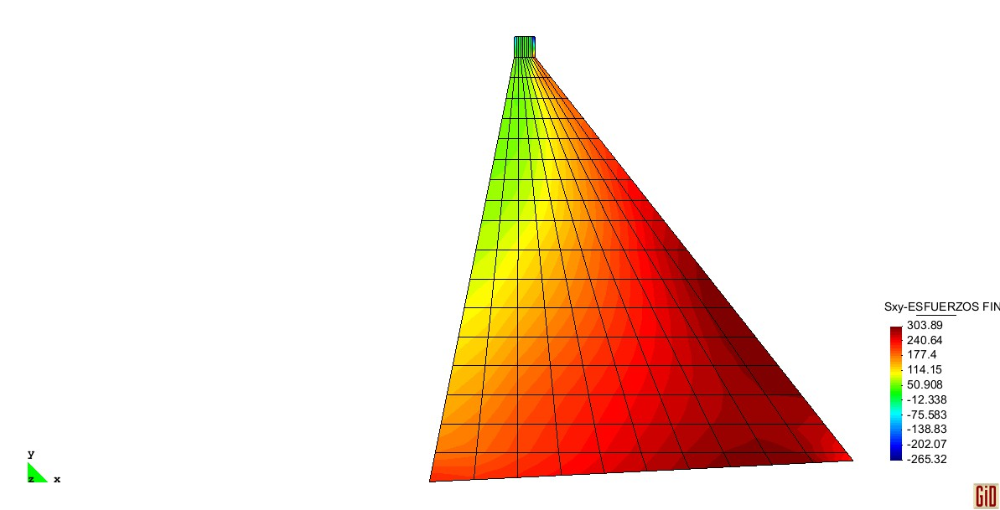 Sxy-ESFUERZOS FIN
303.89
240.64
177.4
114.15
50.908
-12.338
-75.583
-138.83
-202.07
-265.32
y
z x
GiD